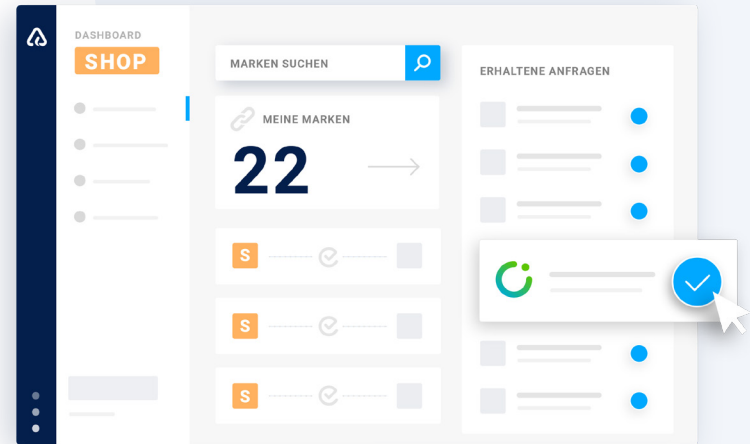 DASHBOARD
SHOP
MARKEN SUCHEN
ERHALTENE ANFRAGEN
MEINE MARKEN
22
S
S
S